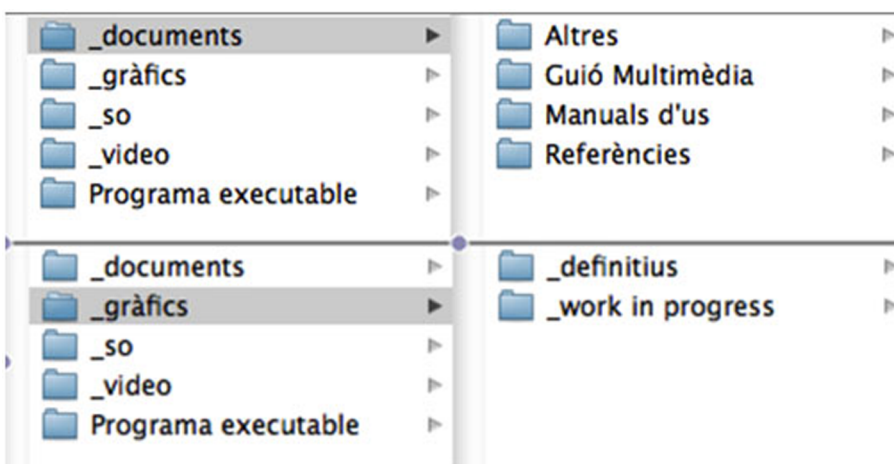 _documents
_gràfics
_so
_video
Programa executable
Altres
Guió Multimèdia
Manuals d'us
Referències
_documents
_gràfics
_so
_video
Programa executable
_definitius
_work in progress